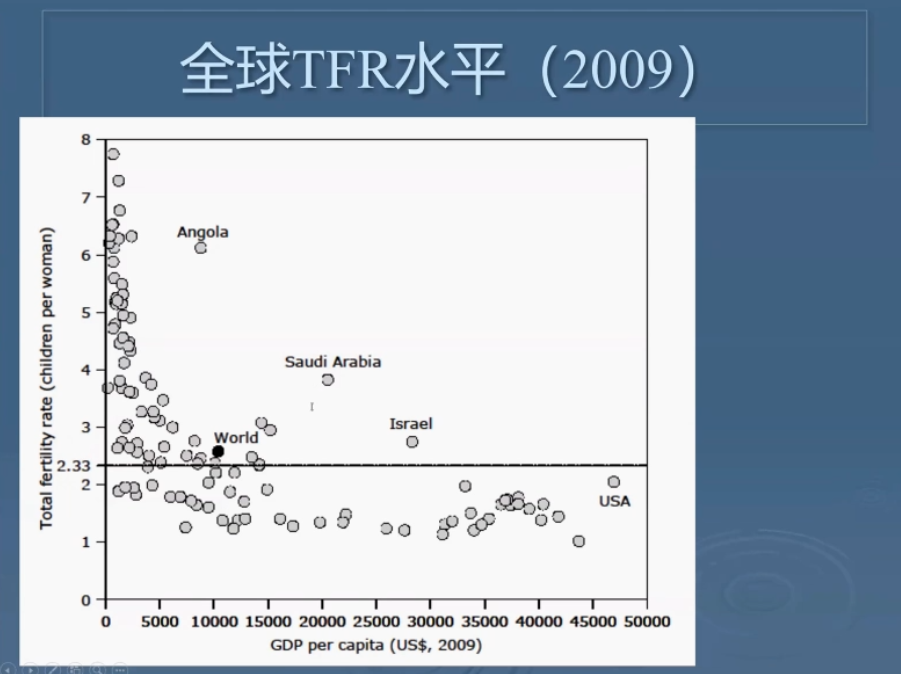 全球TFR水平（2009）
8
7
Angola
6
5
Saudi Arabia
4
Israel
3
World
2.33
2
USA
1
0
0 5000 10000 15000 20000 25000 30000 35000 40000 45000 50000
GDP per capita (US$, 2009)
Total fertility rate (children per woman)